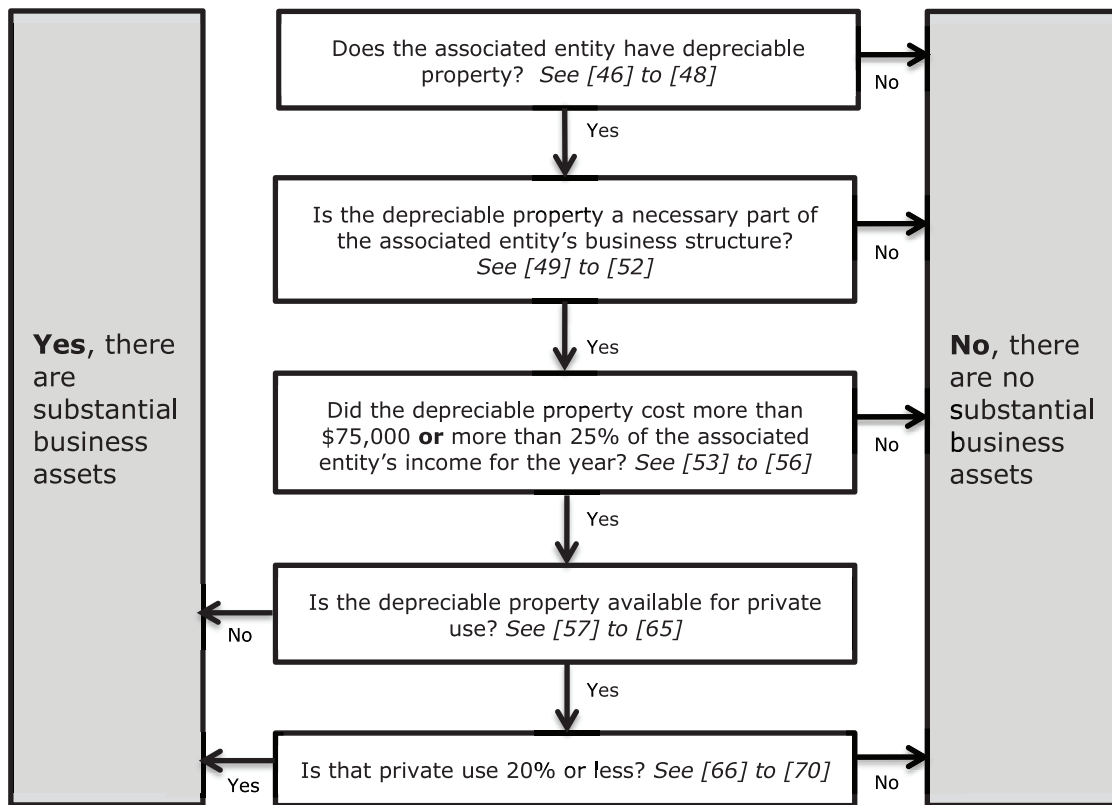 Does the associated entity have depreciable
property? See [46] to [48]
No
Yes
Is the depreciable property a necessary part of
the associated entity's business structure?
See [49] to [52]
No
Yes
Yes, there
are
substantial
business
assets
No, there
are no
substantial
business
assets
Did the depreciable property cost more than
$75,000 or more than 25% of the associated
entity's income for the year? See [53] to [56]
No
Yes
Is the depreciable property available for private
use? See [57] to [65]
No
Yes
Is that private use 20% or less? See [66] to [70]
Yes
No